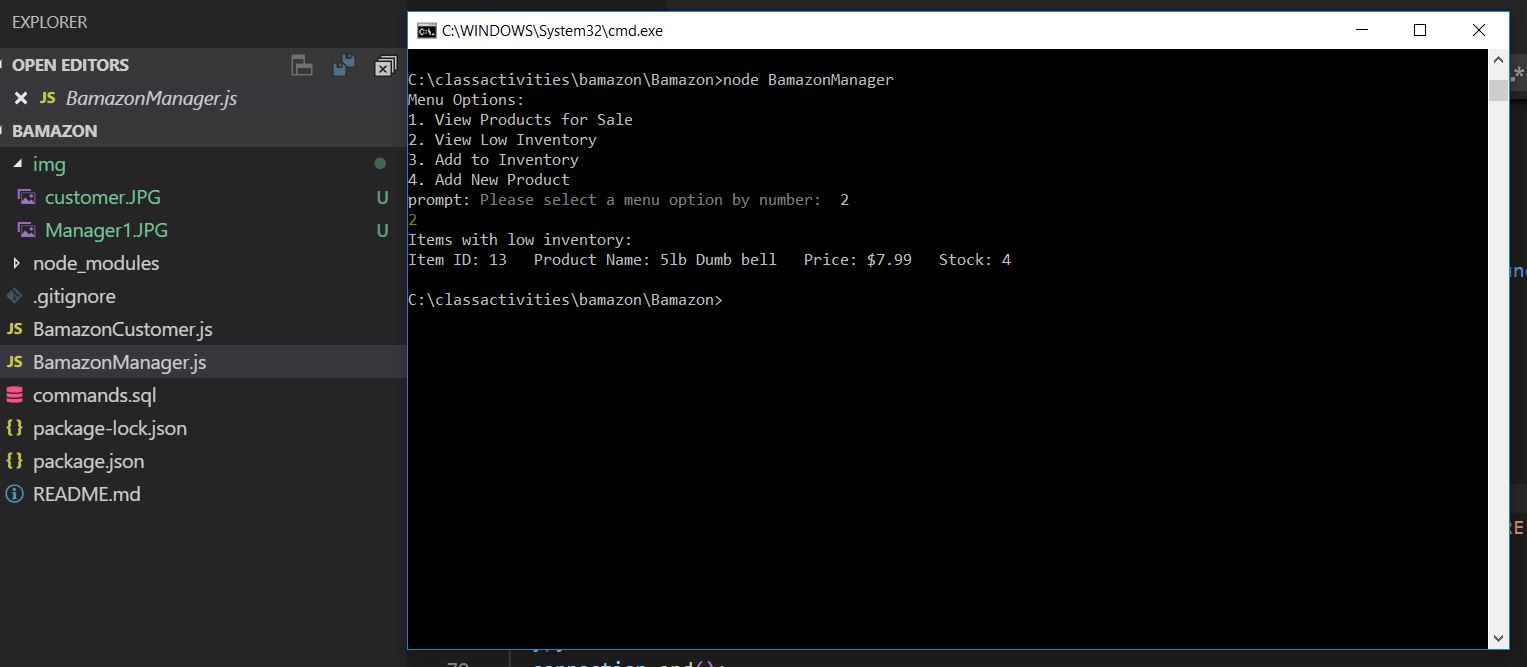 EXPLORER
OPEN EDITORS
JS BamazonManager.js
BAMAZON
img
customer.JPG U
Manager1.JPG U
node_modules
.gitignore
JS BamazonCustomer.js
JS BamazonManager.js
commands.sql
{} package-lock.json
{} package.json
README.md
C:\WINDOWS\System32\cmd.exe
C:\classactivities\bamazon\Bamazon>node BamazonManager
Menu Options:
1. View Products for Sale
2. View Low Inventory
3. Add to Inventory
4. Add New Product
prompt: Please select a menu option by number:  2
2
Items with low inventory:
Item ID: 13   Product Name: 5lb Dumb bell   Price: $7.99   Stock: 4
C:\classactivities\bamazon\Bamazon>